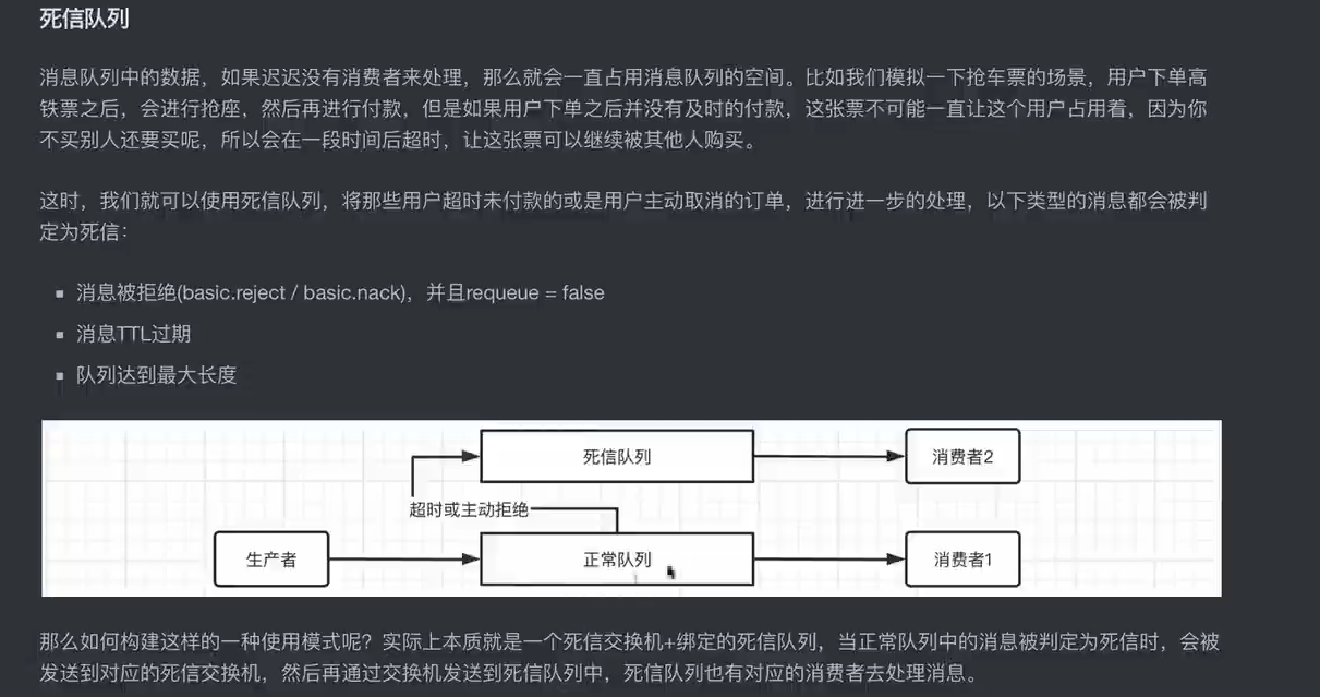 死信队列
消息队列中的数据，如果迟迟没有消费者来处理，那么就会一直占用消息队列的空间。比如我们模拟一下抢车票的场景，用户下单高
铁票之后，会进行抢座，然后再进行付款，但是如果用户下单之后并没有及时的付款，这张票不可能一直让这个用户占用着，因为你
不买别人还要买呢，所以会在一段时间后超时，让这张票可以继续被其他人购买。
这时，我们就可以使用死信队列，将那些用户超时未付款的或是用户主动取消的订单，进行进一步的处理，以下类型的消息都会被判
定为死信：
消息被拒绝(basic.reject / basic.nack)，并且requeue = false
消息TTL过期
队列达到最大长度
死信队列
消费者2
超时或主动拒绝
生产者
正常队列
消费者1
那么如何构建这样的一种使用模式呢？实际上本质就是一个死信交换机+绑定的死信队列，当正常队列中的消息被判定为死信时，会被
发送到对应的死信交换机，然后再通过交换机发送到死信队列中，死信队列也有对应的消费者去处理消息。